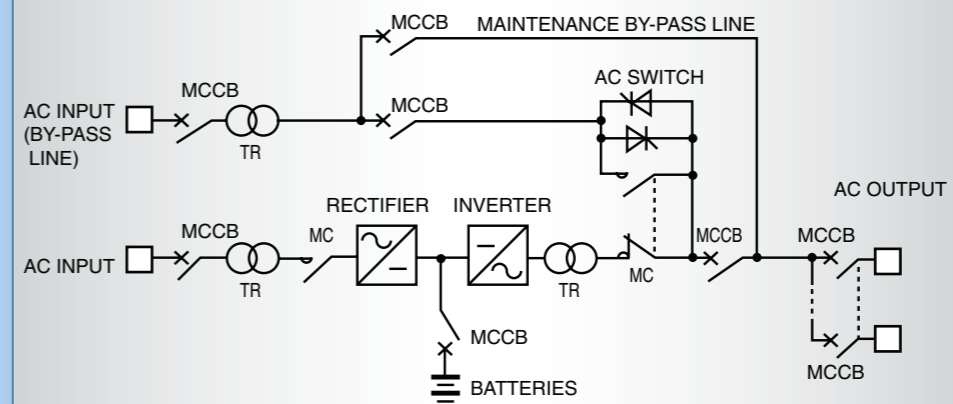 MCCB
MAINTENANCE BY-PASS LINE
AC SWITCH
MCCB
MCCB
AC INPUT
(BY-PASS
LINE)
TR
AC OUTPUT
RECTIFIER
INVERTER
MCCB
MC
MCCB
MCCB
AC INPUT
TR
TR
MC
MCCB
MCCB
BATTERIES